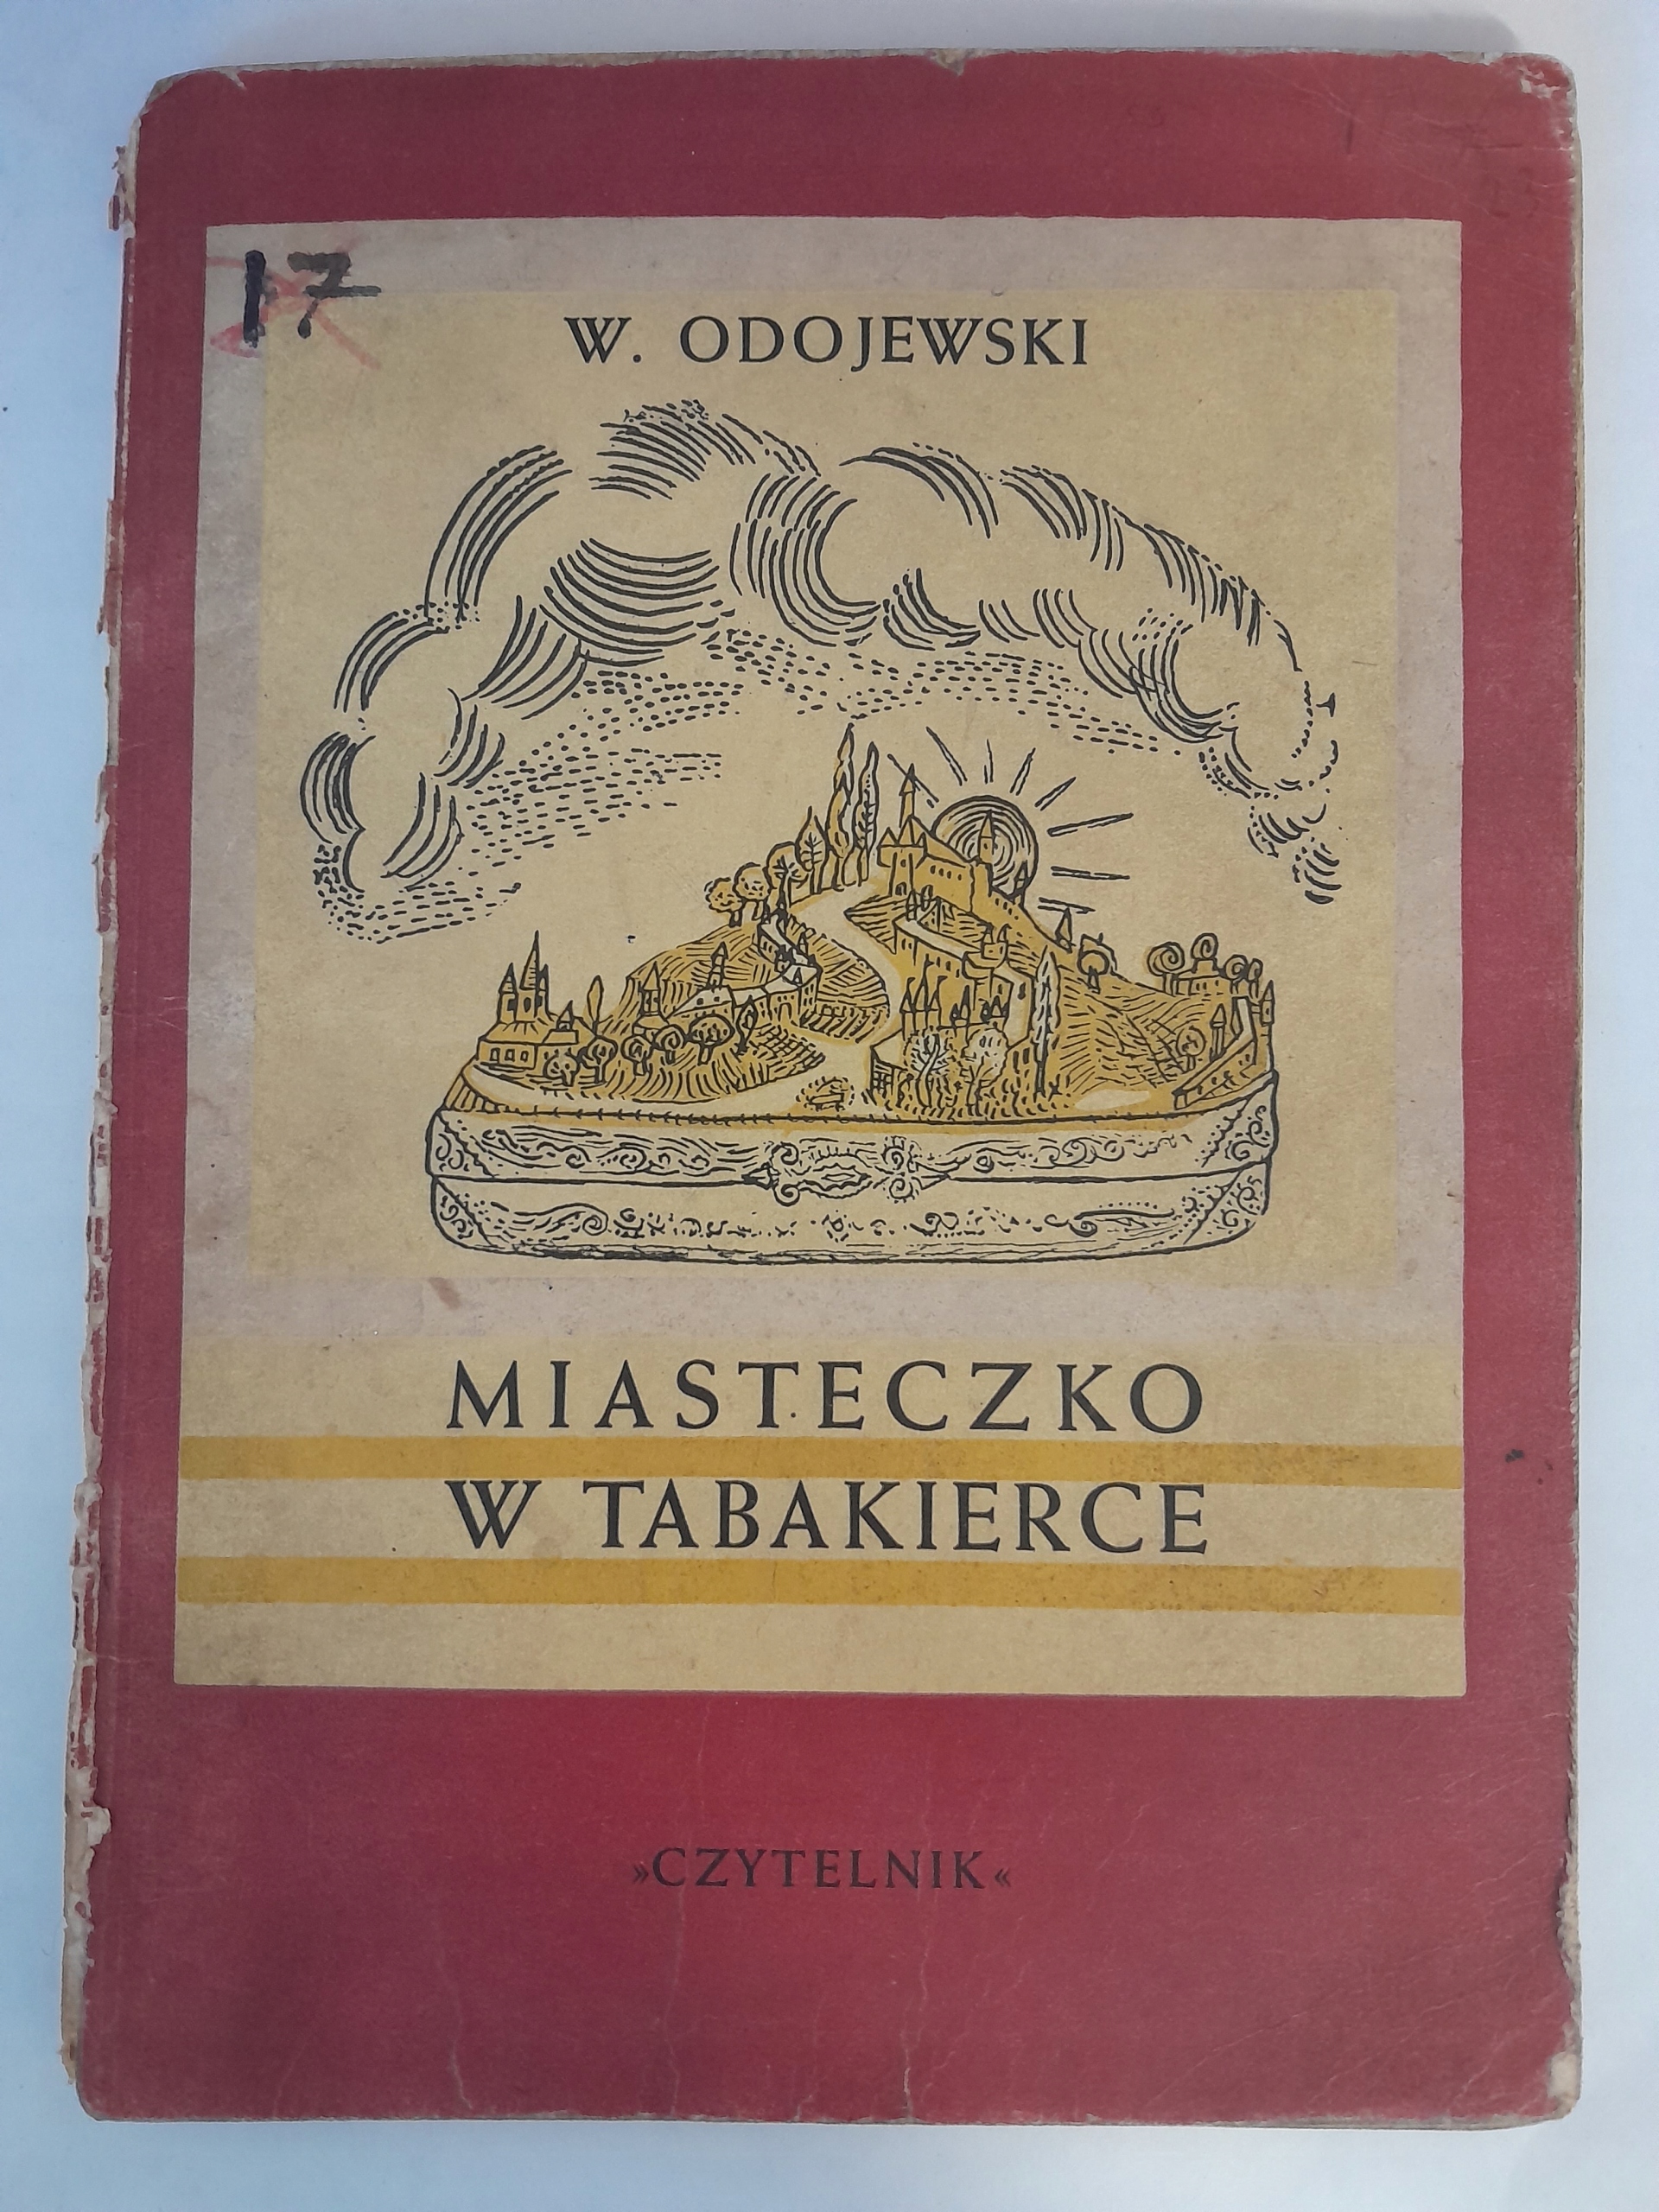 17
W. ODOJEWSKI
MIASTECZKO
W TABAKIERCE
»CZYTELNIK«